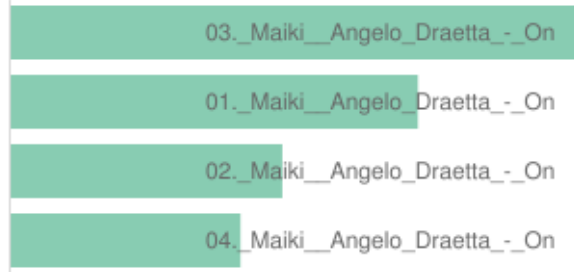 03._Maiki__Angelo_Draetta_-_On
01._Maiki__Angelo_Draetta_-_On
02._Maiki__Angelo_Draetta_-_On
04._Maiki__Angelo_Draetta_-_On